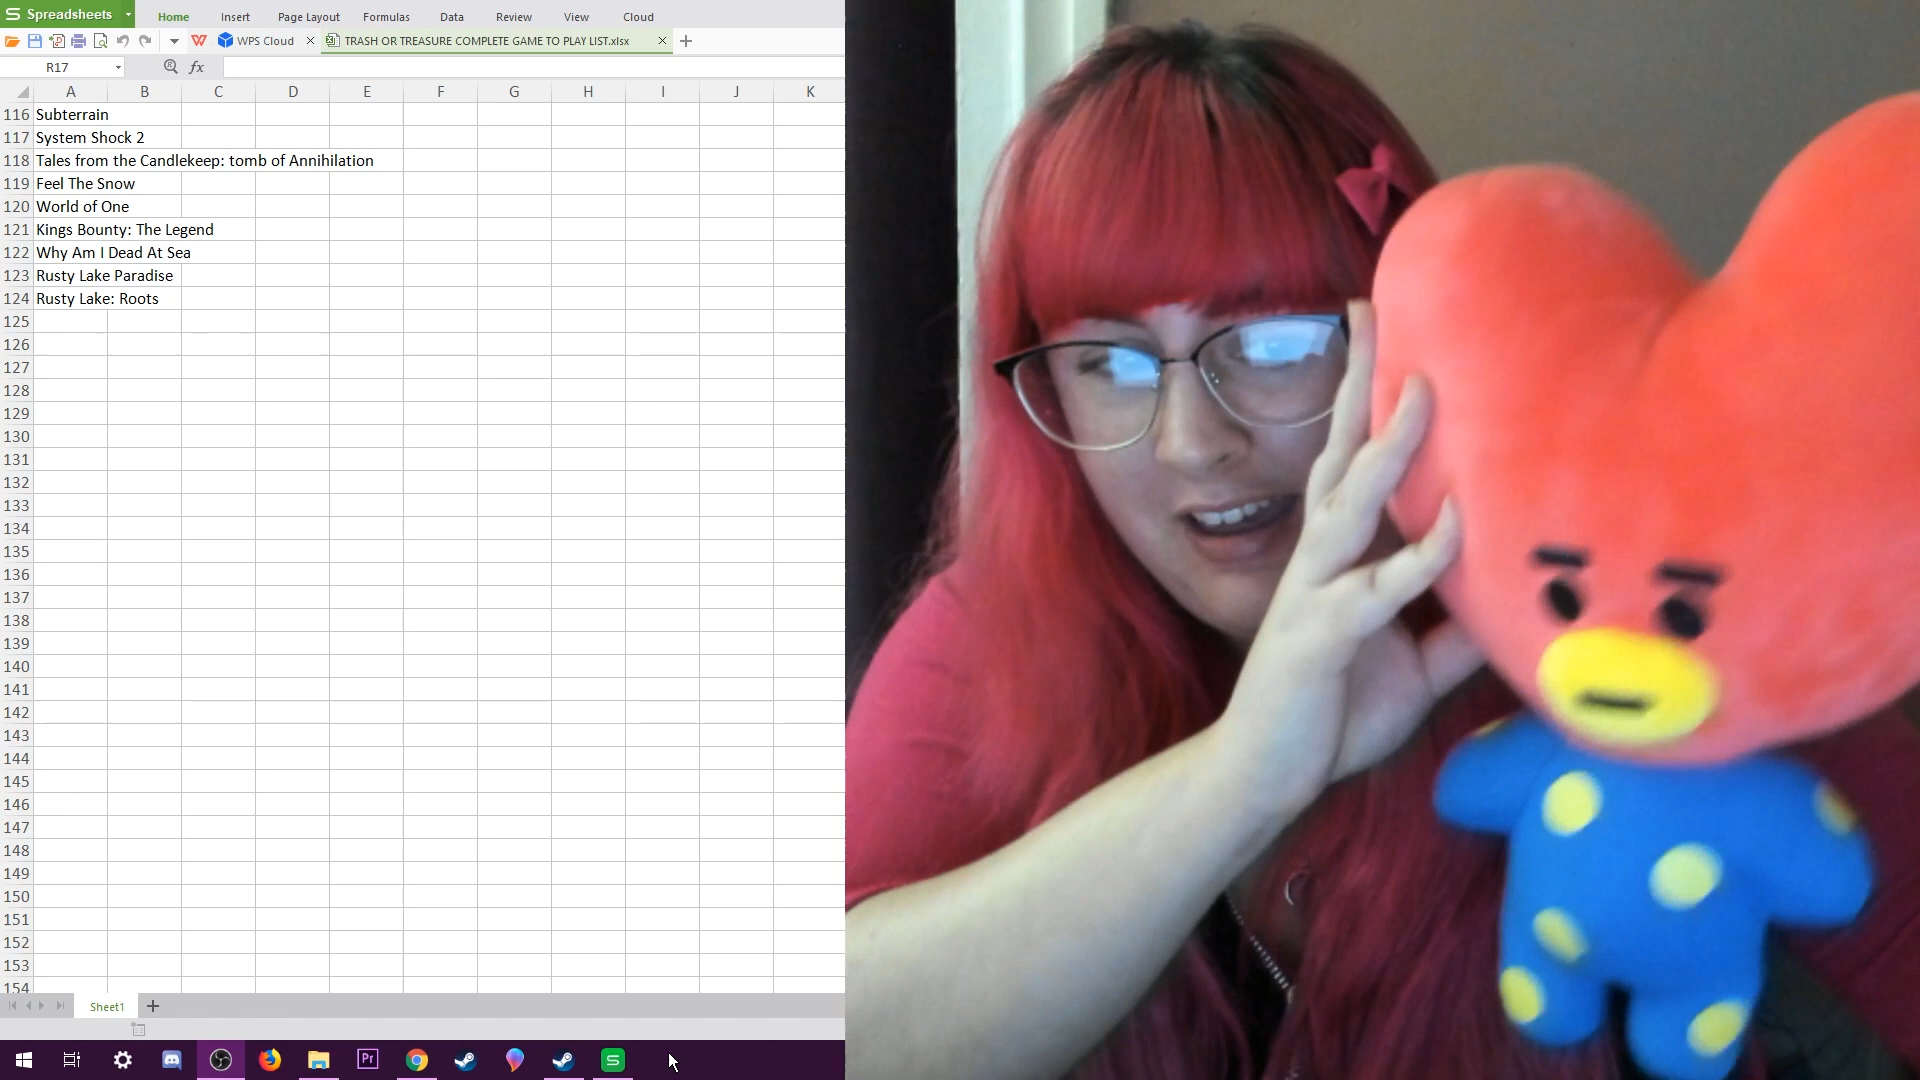 Spreadsheets Home Insert Page Layout Formulas Data Review View Cloud
WPS Cloud TRASH OR TREASURE COMPLETE GAME TO PLAY LIST.xlsx
R17 fx
A B C D E F G H I J K
116 Subterrain
117 System Shock 2
118 Tales from the Candlekeep: tomb of Annihilation
119 Feel The Snow
120 World of One
121 Kings Bounty: The Legend
122 Why Am I Dead At Sea
123 Rusty Lake Paradise
124 Rusty Lake: Roots
125
126
127
128
129
130
131
132
133
134
135
136
137
138
139
140
141
142
143
144
145
146
147
148
149
150
151
152
153
154
Sheet1
Pr S